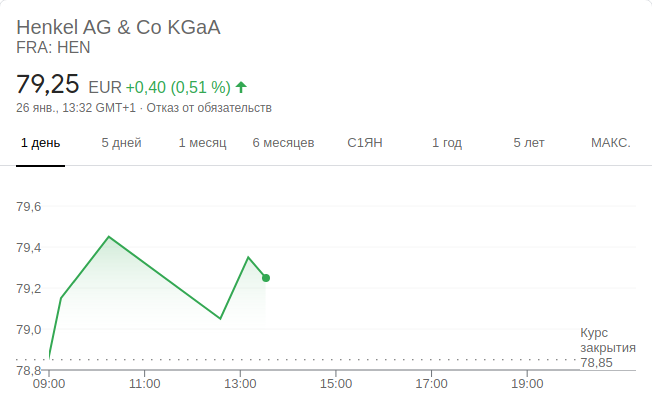 Henkel AG & Co KGaA
FRA: HEN
79,25 EUR +0,40 (0,51 %)
26 янв., 13:32 GMT+1 · Отказ от обязательств
1 день 5 дней 1 месяц 6 месяцев С1ЯН 1 год 5 лет МАКС.
79,6
79,4
79,2
79,0
Курс
закрытия
78,85
78,8
09:00 11:00 13:00 15:00 17:00 19:00